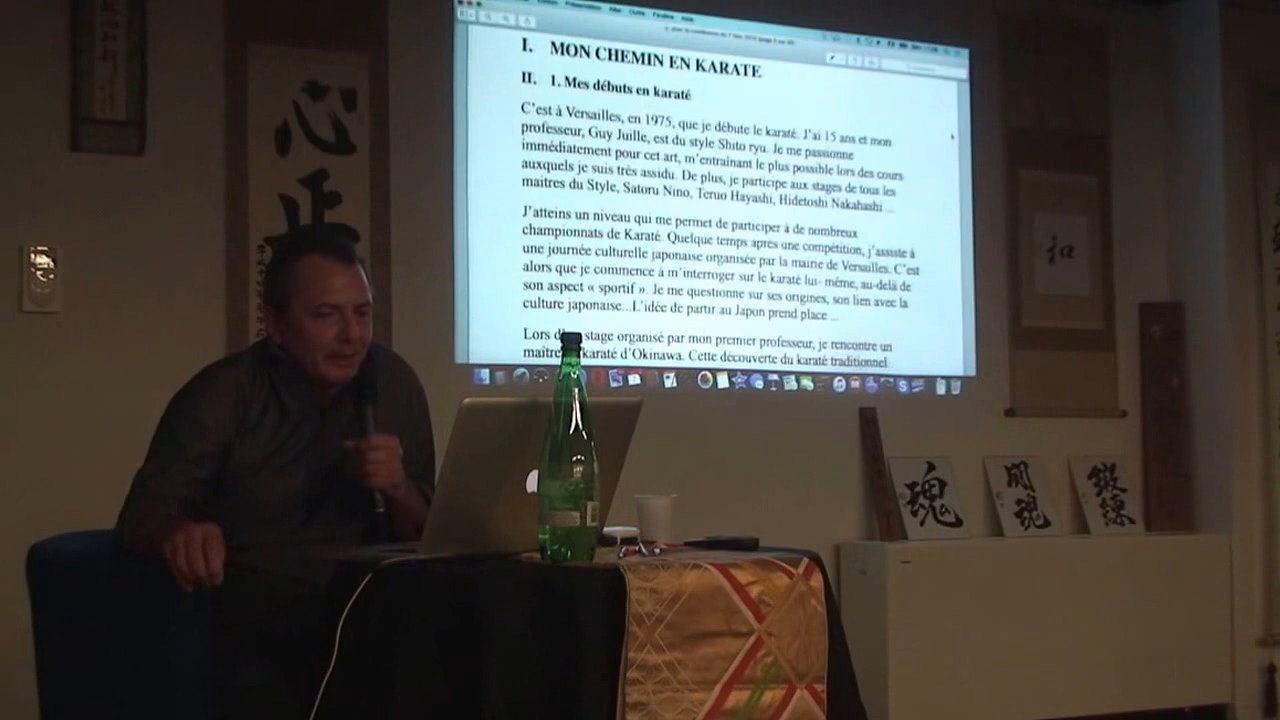 I. MON CHEMIN EN KARATE
II. 1. Mes débuts en karaté
C'est à Versailles, en 1975, que je débute le karaté. J'ai 15 ans et mon
professeur, Guy Juille, est du style Shito ryu. Je me passionne
immédiatement pour cet art, m'entraînant le plus possible lors des cours
auxquels je suis très assidu. De plus, je participe aux stages de tous les
maitres du Style, Satoru Nino, Teruo Hayashi, Hidetoshi Nakahashi ...
J'atteins un niveau qui me permet de participer à de nombreux
championnats de Karaté. Quelque temps après une compétition, j'assiste à
une journée culturelle japonaise organisée par la mairie de Versailles. C'est
alors que je commence à m'interroger sur le karaté lui- même, au-delà de
son aspect « sportif ». Je me questionne sur ses origines, son lien avec la
culture japonaise...L'idée de partir au Japon prend place ...
Lors stage organisé par mon premier professeur, je rencontre un
maître karaté d'Okinawa. Cette découverte du karaté traditionnel
心
正
和
魂
闘魂
鍛錬